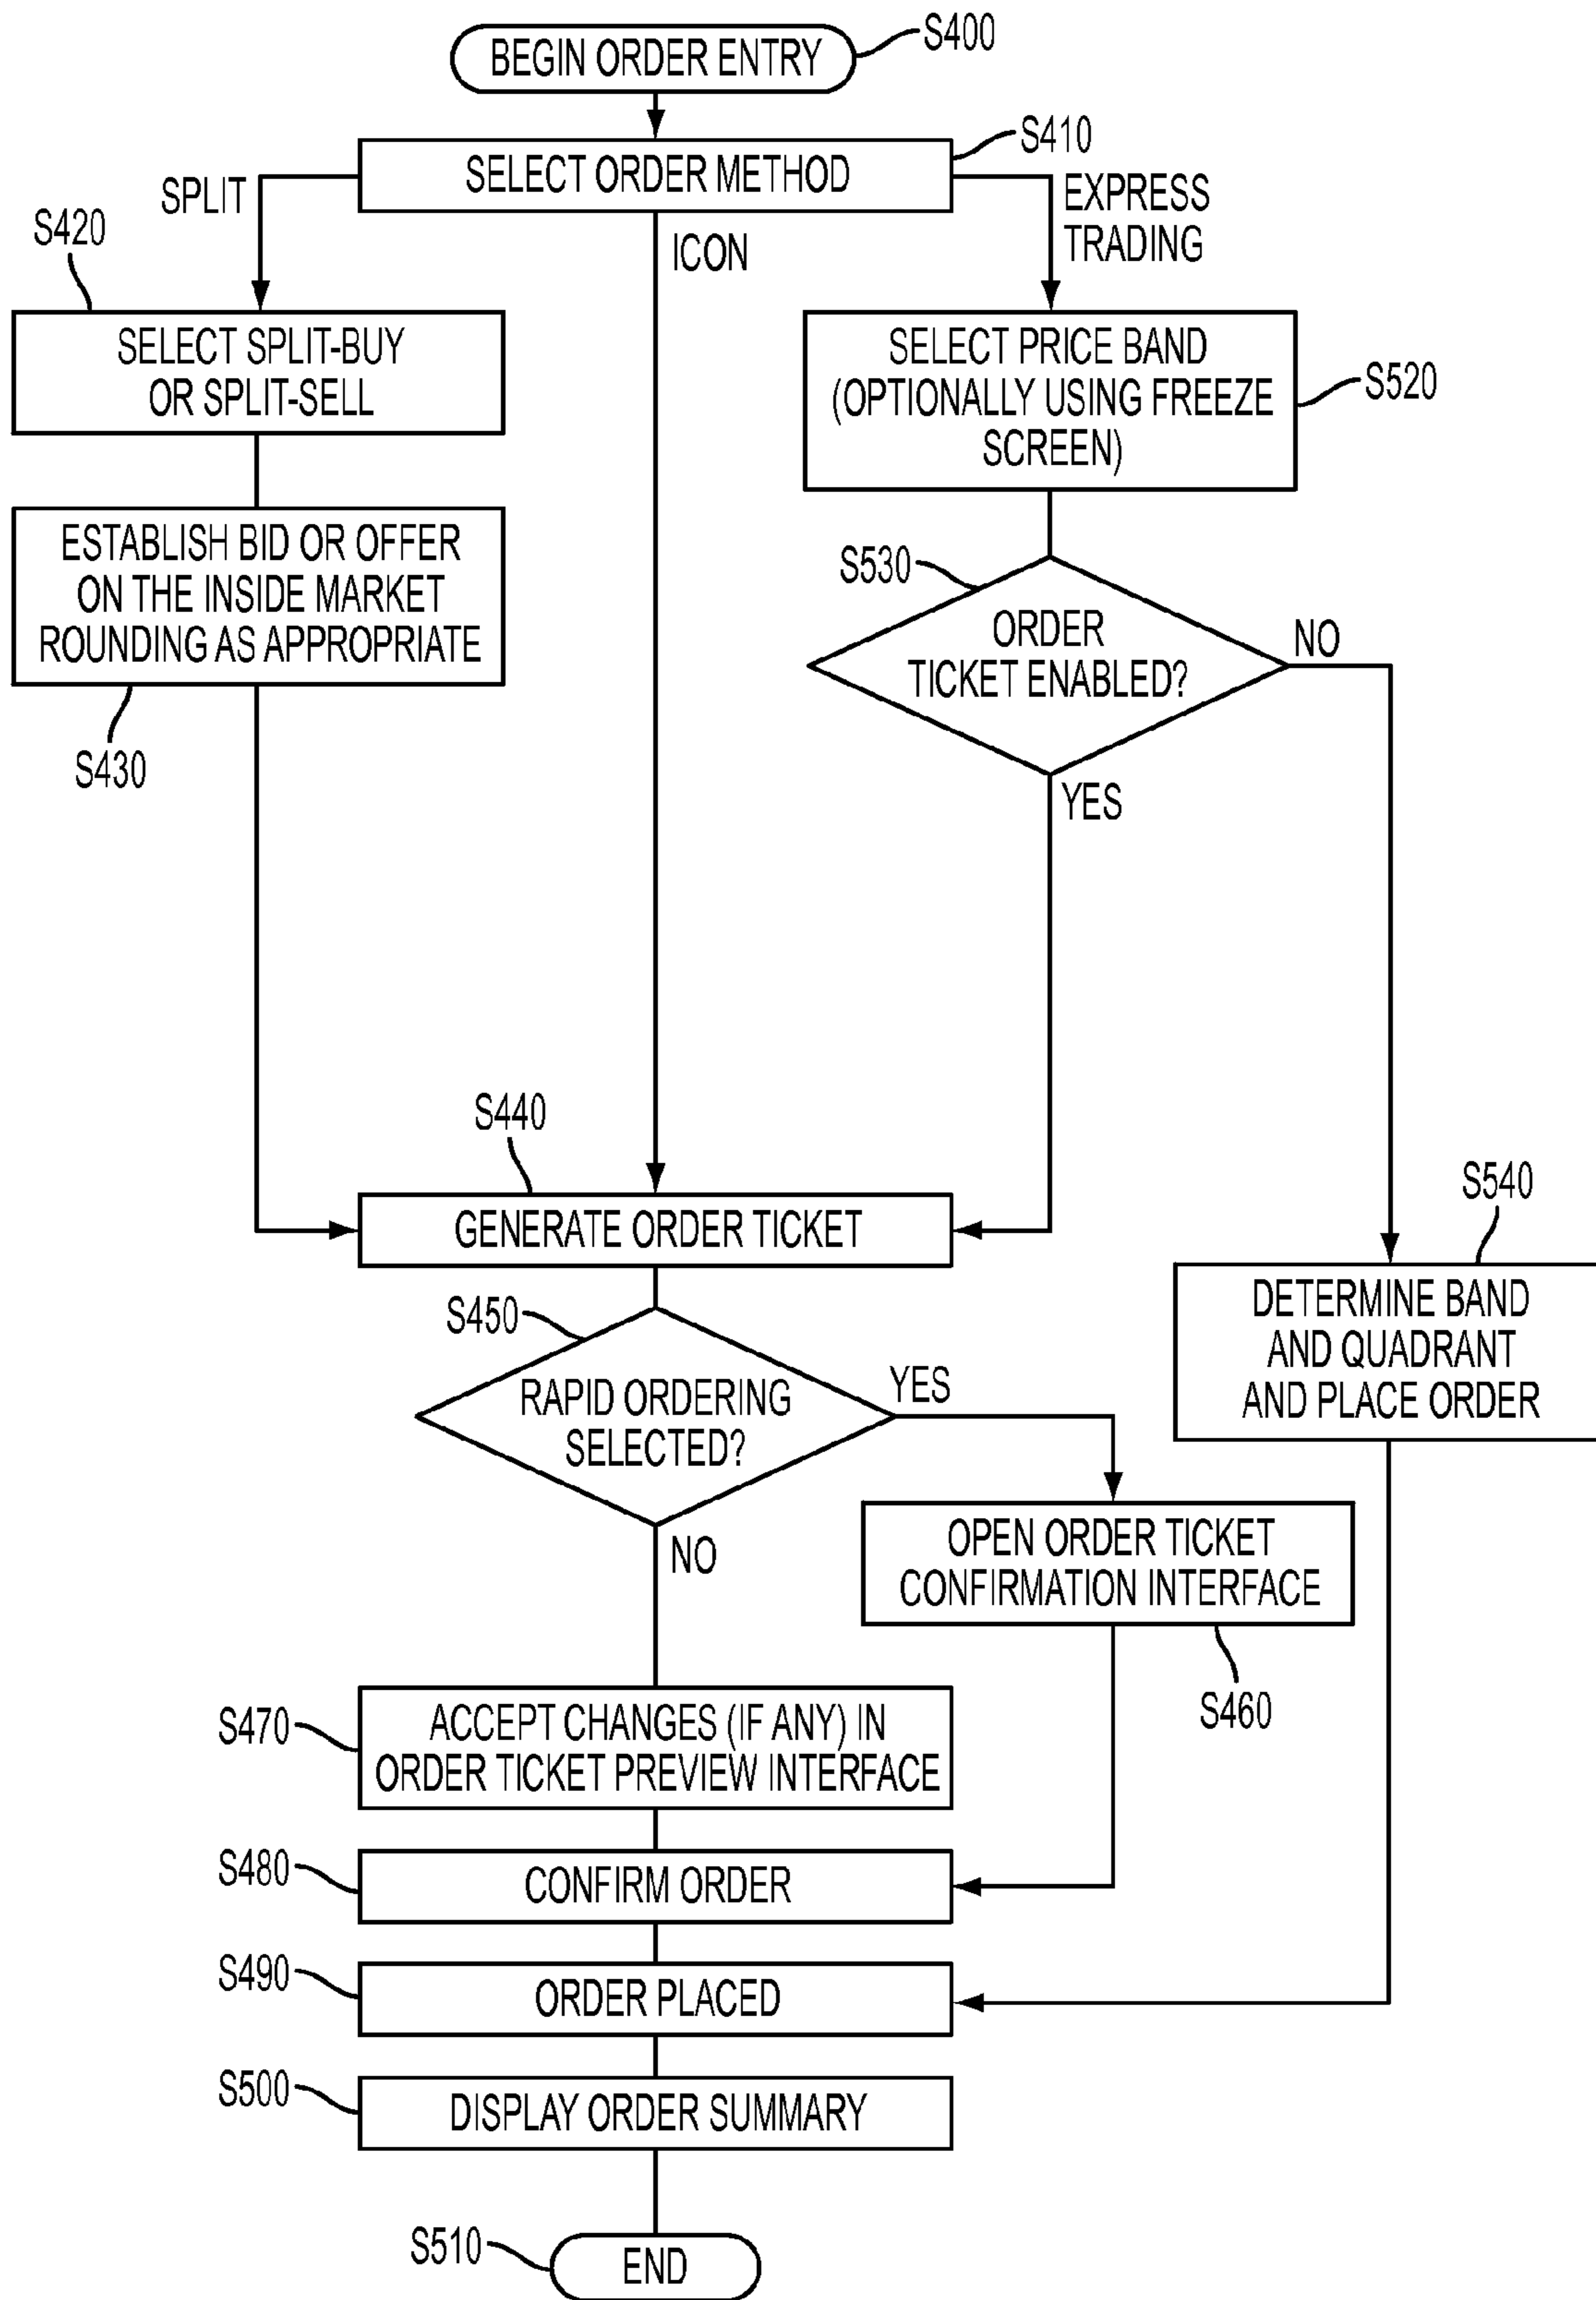 BEGIN ORDER ENTRY
S400
SELECT ORDER METHOD
S410
SPLIT
ICON
EXPRESS
TRADING
S420
SELECT SPLIT-BUY
OR SPLIT-SELL
SELECT PRICE BAND
(OPTIONALLY USING FREEZE
SCREEN)
S520
ESTABLISH BID OR OFFER
ON THE INSIDE MARKET
ROUNDING AS APPROPRIATE
S430
S530
ORDER
TICKET ENABLED?
NO
YES
S440
GENERATE ORDER TICKET
S540
DETERMINE BAND
AND QUADRANT
AND PLACE ORDER
S450
RAPID ORDERING
SELECTED?
YES
NO
OPEN ORDER TICKET
CONFIRMATION INTERFACE
S460
S470
ACCEPT CHANGES (IF ANY) IN
ORDER TICKET PREVIEW INTERFACE
S480
CONFIRM ORDER
S490
ORDER PLACED
S500
DISPLAY ORDER SUMMARY
S510
END